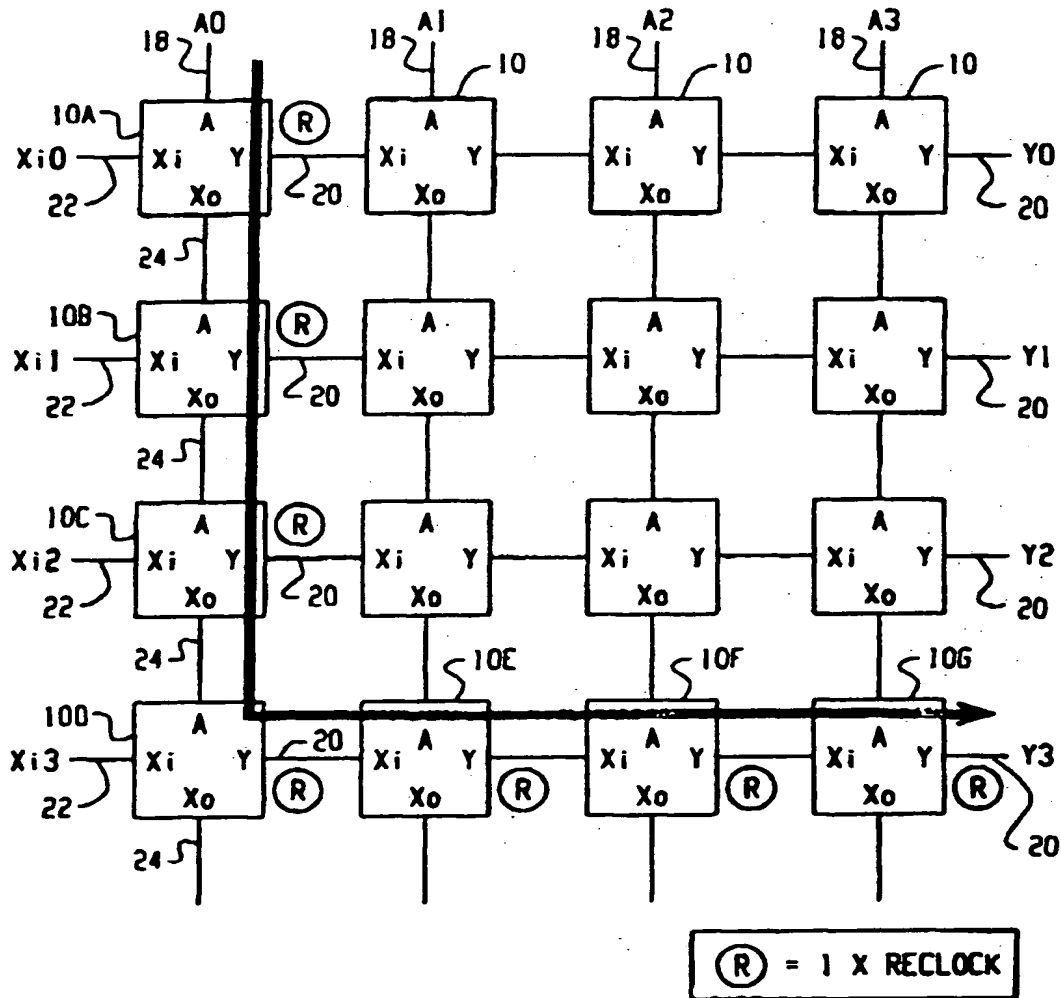 A0 A1 A2 A3
18 18 18 18
10 10 10
10A A R A A A
Xi0 Xi Y Xi Y Xi Y Xi Y Y0
22 Xo 20 Xo Xo Xo 20
24
10B A R A A A
Xi1 Xi Y Xi Y Xi Y Xi Y Y1
22 Xo 20 Xo Xo Xo 20
24
10C A R A A A
Xi2 Xi Y Xi Y Xi Y Xi Y Y2
22 Xo 20 Xo Xo Xo 20
24 10E 10F 10G
10D A 20 A A A
Xi3 Xi Y Xi Y Xi Y Xi Y Y3
22 Xo R Xo R Xo R Xo R
24 20
R = 1 X RECLOCK